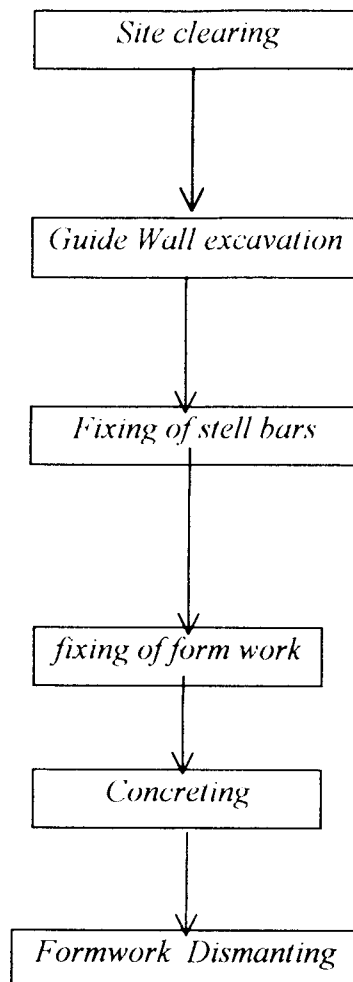 Site clearing
Guide Wall excavation
Fixing of stell bars
fixing of form work
Concreting
Formwork Dismanting